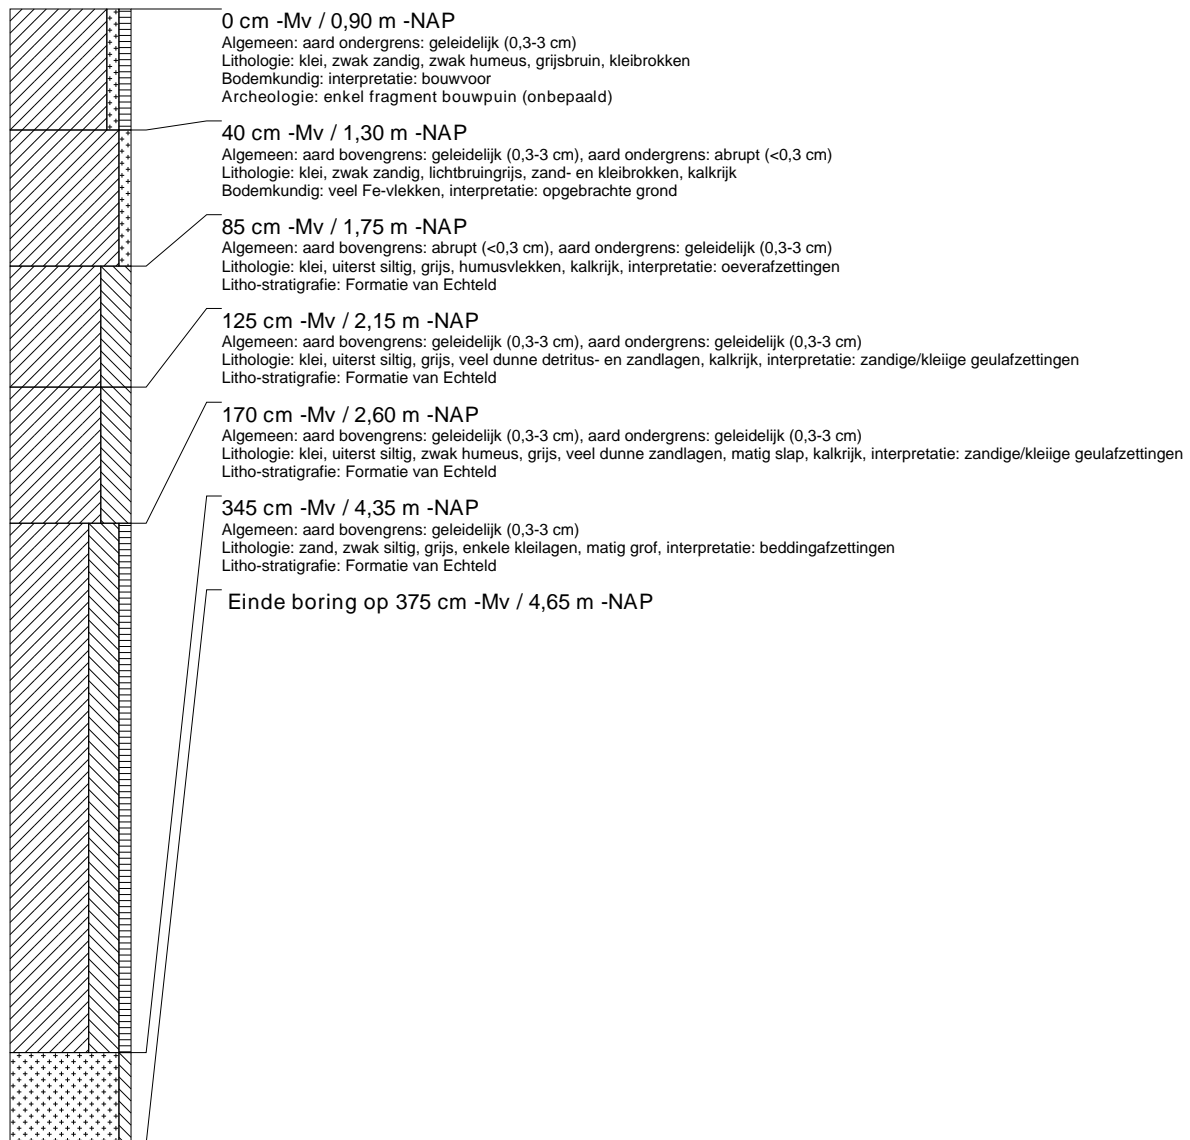 0 cm -Mv / 0,90 m -NAP
Algemeen: aard ondergrens: geleidelijk (0,3-3 cm)
Lithologie: klei, zwak zandig, zwak humeus, grijsbruin, kleibrokken
Bodemkundig: interpretatie: bouwvoor
Archeologie: enkel fragment bouwpuin (onbepaald)
40 cm -Mv / 1,30 m -NAP
Algemeen: aard bovengrens: geleidelijk (0,3-3 cm), aard ondergrens: abrupt (<0,3 cm)
Lithologie: klei, zwak zandig, lichtbruingrijs, zand- en kleibrokken, kalkrijk
Bodemkundig: veel Fe-vlekken, interpretatie: opgebrachte grond
85 cm -Mv / 1,75 m -NAP
Algemeen: aard bovengrens: abrupt (<0,3 cm), aard ondergrens: geleidelijk (0,3-3 cm)
Lithologie: klei, uiterst siltig, grijs, humusvlekken, kalkrijk, interpretatie: oeverafzettingen
Litho-stratigrafie: Formatie van Echteld
125 cm -Mv / 2,15 m -NAP
Algemeen: aard bovengrens: geleidelijk (0,3-3 cm), aard ondergrens: geleidelijk (0,3-3 cm)
Lithologie: klei, uiterst siltig, grijs, veel dunne detritus- en zandlagen, kalkrijk, interpretatie: zandige/kleiige geulafzettingen
Litho-stratigrafie: Formatie van Echteld
170 cm -Mv / 2,60 m -NAP
Algemeen: aard bovengrens: geleidelijk (0,3-3 cm), aard ondergrens: geleidelijk (0,3-3 cm)
Lithologie: klei, uiterst siltig, zwak humeus, grijs, veel dunne zandlagen, matig slap, kalkrijk, interpretatie: zandige/kleiige geulafzettingen
Litho-stratigrafie: Formatie van Echteld
345 cm -Mv / 4,35 m -NAP
Algemeen: aard bovengrens: geleidelijk (0,3-3 cm)
Lithologie: zand, zwak siltig, grijs, enkele kleilagen, matig grof, interpretatie: beddingafzettingen
Litho-stratigrafie: Formatie van Echteld
Einde boring op 375 cm -Mv / 4,65 m -NAP